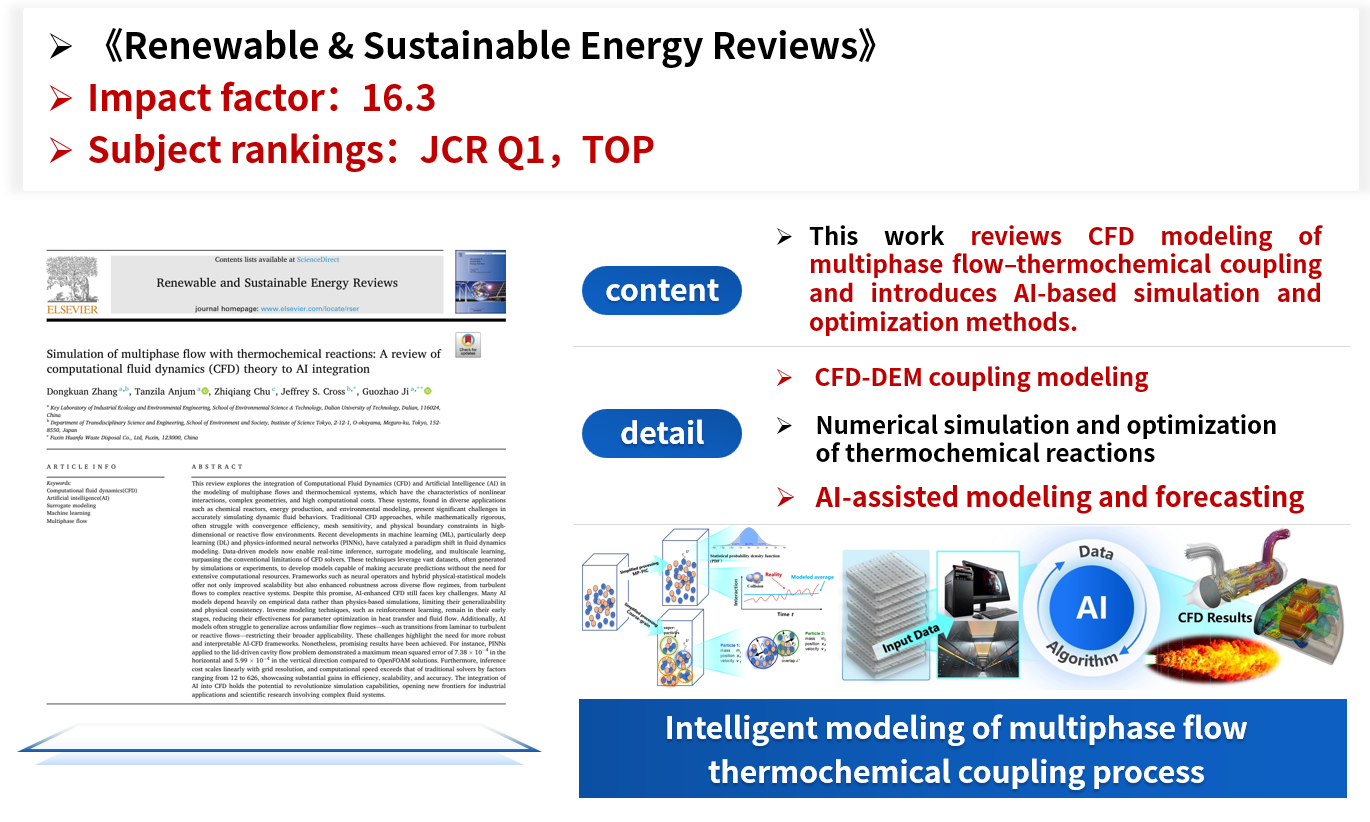 《Renewable & Sustainable Energy Reviews》
Impact factor：16.3
Subject rankings：JCR Q1，TOP
Contents lists available at ScienceDirect
Renewable and Sustainable Energy Reviews
journal homepage: www.elsevier.com/locate/rser
ELSEVIER
Check for
updates
Simulation of multiphase flow with thermochemical reactions: A review of
computational fluid dynamics (CFD) theory to AI integration
Dongkuan Zhang a,b, Tanzila Anjum a, Zhiqiang Chu c, Jeffrey S. Cross b,*, Guozhao Ji a,**
a Key Laboratory of Industrial Ecology and Environmental Engineering, School of Environmental Science & Technology, Dalian University of Technology, Dalian, 116024,
China
b Department of Transdisciplinary Science and Engineering, School of Environment and Society, Institute of Science Tokyo, 2-12-1, O-okayama, Meguro-ku, Tokyo, 152-
8550, Japan
c Fuxin Huanfa Waste Disposal Co., Ltd, Fuxin, 123000, China
ARTICLE INFO
Keywords:
Computational fluid dynamics(CFD)
Artificial intelligence(AI)
Surrogate modeling
Machine learning
Multiphase flow
ABSTRACT
This review explores the integration of Computational Fluid Dynamics (CFD) and Artificial Intelligence (AI) in
the modeling of multiphase flows and thermochemical systems, which have the characteristics of nonlinear
interactions, complex geometries, and high computational costs. These systems, found in diverse applications
such as chemical reactors, energy production, and environmental modeling, present significant challenges in
accurately simulating dynamic fluid behaviors. Traditional CFD approaches, while mathematically rigorous,
often struggle with convergence efficiency, mesh sensitivity, and physical boundary constraints in high-
dimensional or reactive flow environments. Recent developments in machine learning (ML), particularly deep
learning (DL) and physics-informed neural networks (PINNs), have catalyzed a paradigm shift in fluid dynamics
modeling. Data-driven models now enable real-time inference, surrogate modeling, and multiscale learning,
surpassing the conventional limitations of CFD solvers. These techniques leverage vast datasets, often generated
by simulations or experiments, to develop models capable of making accurate predictions without the need for
extensive computational resources. Frameworks such as neural operators and hybrid physical-statistical models
offer not only improved scalability but also enhanced robustness across diverse flow regimes, from turbulent
flows to complex reactive systems. Despite this promise, AI-enhanced CFD still faces key challenges. Many AI
models depend heavily on empirical data rather than physics-based simulations, limiting their generalizability
and physical consistency. Inverse modeling techniques, such as reinforcement learning, remain in their early
stages, reducing their effectiveness for parameter optimization in heat transfer and fluid flow. Additionally, AI
models often struggle to generalize across unfamiliar flow regimes—such as transitions from laminar to turbulent
or reactive flows—restricting their broader applicability. These challenges highlight the need for more robust
and interpretable AI-CFD frameworks. Nonetheless, promising results have been achieved. For instance, PINNs
applied to the lid-driven cavity flow problem demonstrated a maximum mean squared error of 7.38 × 10⁻⁴ in the
horizontal and 5.99 × 10⁻⁴ in the vertical direction compared to OpenFOAM solutions. Furthermore, inference
cost scales linearly with grid resolution, and computational speed exceeds that of traditional solvers by factors
ranging from 12 to 626, showcasing substantial gains in efficiency, scalability, and accuracy. The integration of
AI into CFD holds the potential to revolutionize simulation capabilities, opening new frontiers for industrial
applications and scientific research involving complex fluid systems.
content
This work reviews CFD modeling of
multiphase flow–thermochemical coupling
and introduces AI-based simulation and
optimization methods.
detail
CFD-DEM coupling modeling
Numerical simulation and optimization
of thermochemical reactions
AI-assisted modeling and forecasting
Simplified processing
MP-PIC
Simplified processing
Coarse-grain
Statistical probability density function
(PDF)
Collision
Reality
Modeled average
Interaction
Time t
super-
particles
Particle 1:
mass m
position
velocity v
Particle 2:
mass m
position
velocity v
overlap
Input Data
Data
AI
Algorithm
CFD Results
Intelligent modeling of multiphase flow
thermochemical coupling process